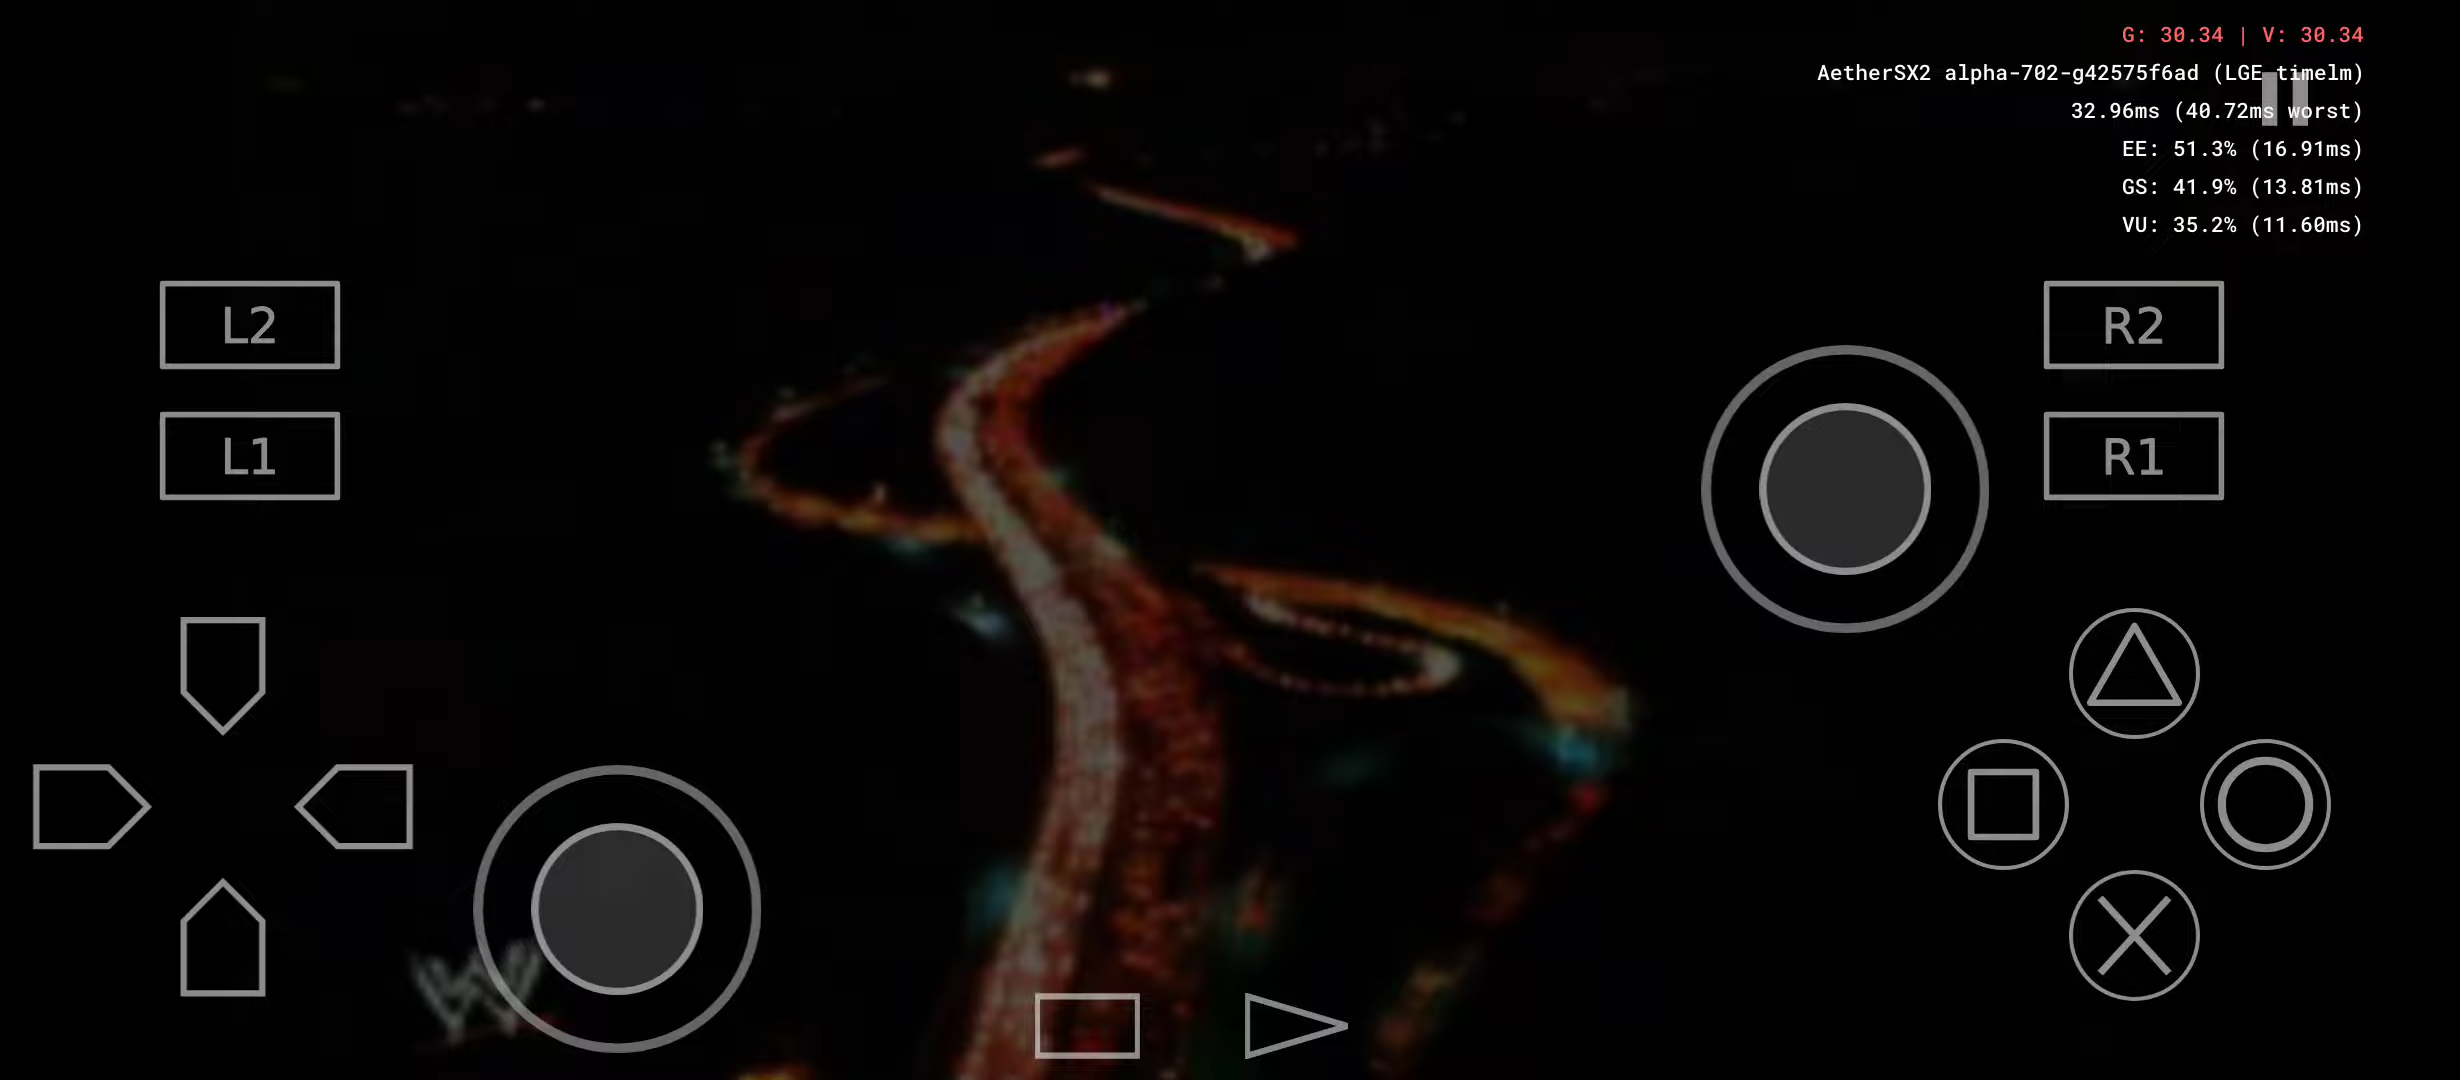 G: 30.34 | V: 30.34
AetherSX2 alpha-702-g42575f6ad (LGE timelm)
32.96ms (40.72ms worst)
EE: 51.3% (16.91ms)
GS: 41.9% (13.81ms)
VU: 35.2% (11.60ms)
L2
R2
L1
R1
W